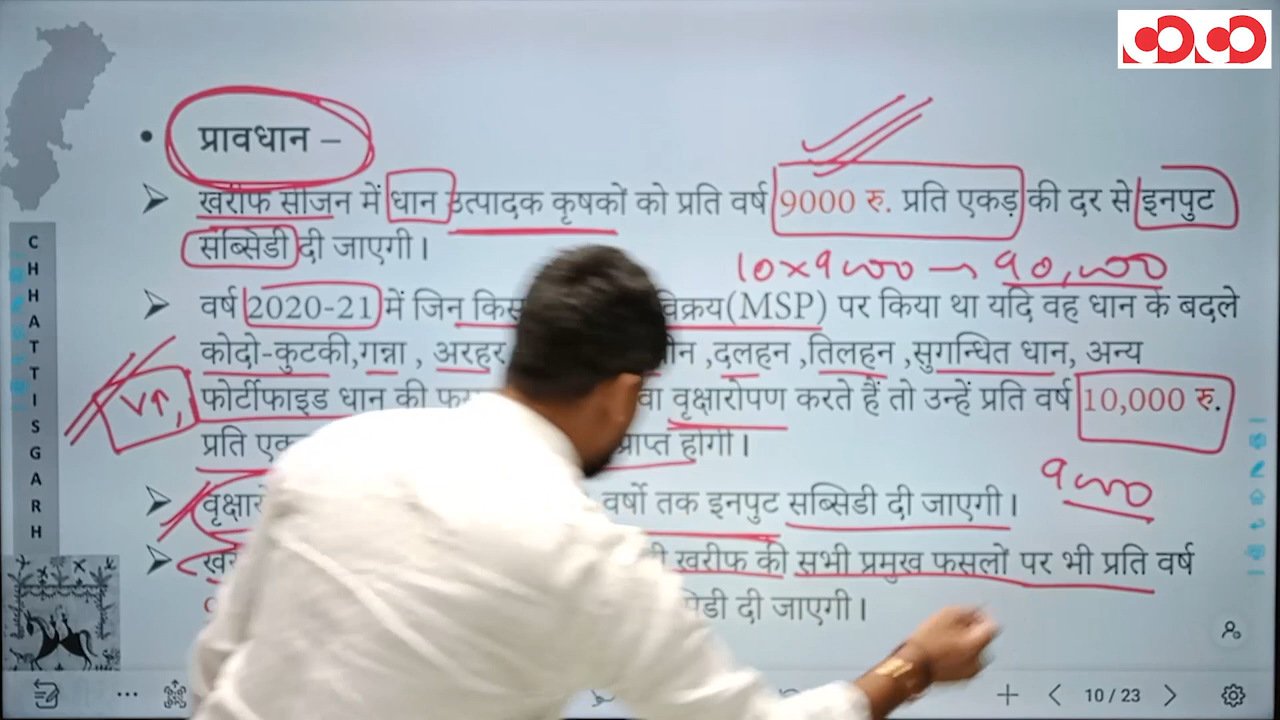 • प्रावधान –
➢ खरीफ सीजन में धान उत्पादक कृषकों को प्रति वर्ष 9000 रु. प्रति एकड़ की दर से इनपुट
सब्सिडी दी जाएगी।
10×9000 → 90,000
➢ वर्ष 2020-21 में जिन विक्रय(MSP) पर किया था यदि वह धान के बदले
कोदो-कुटकी,गन्ना , अरहर ,दलहन ,तिलहन ,सुगन्धित धान, अन्य
V↑, फोर्टीफाइड धान की वृक्षारोपण करते हैं तो उन्हें प्रति वर्ष 10,000 रु.
प्रति प्राप्त होगी।
9000
➢ वर्षो तक इनपुट सब्सिडी दी जाएगी।
➢ खरीफ की सभी प्रमुख फसलों पर भी प्रति वर्ष
दी जाएगी।
CHHATTISGARH
10 / 23